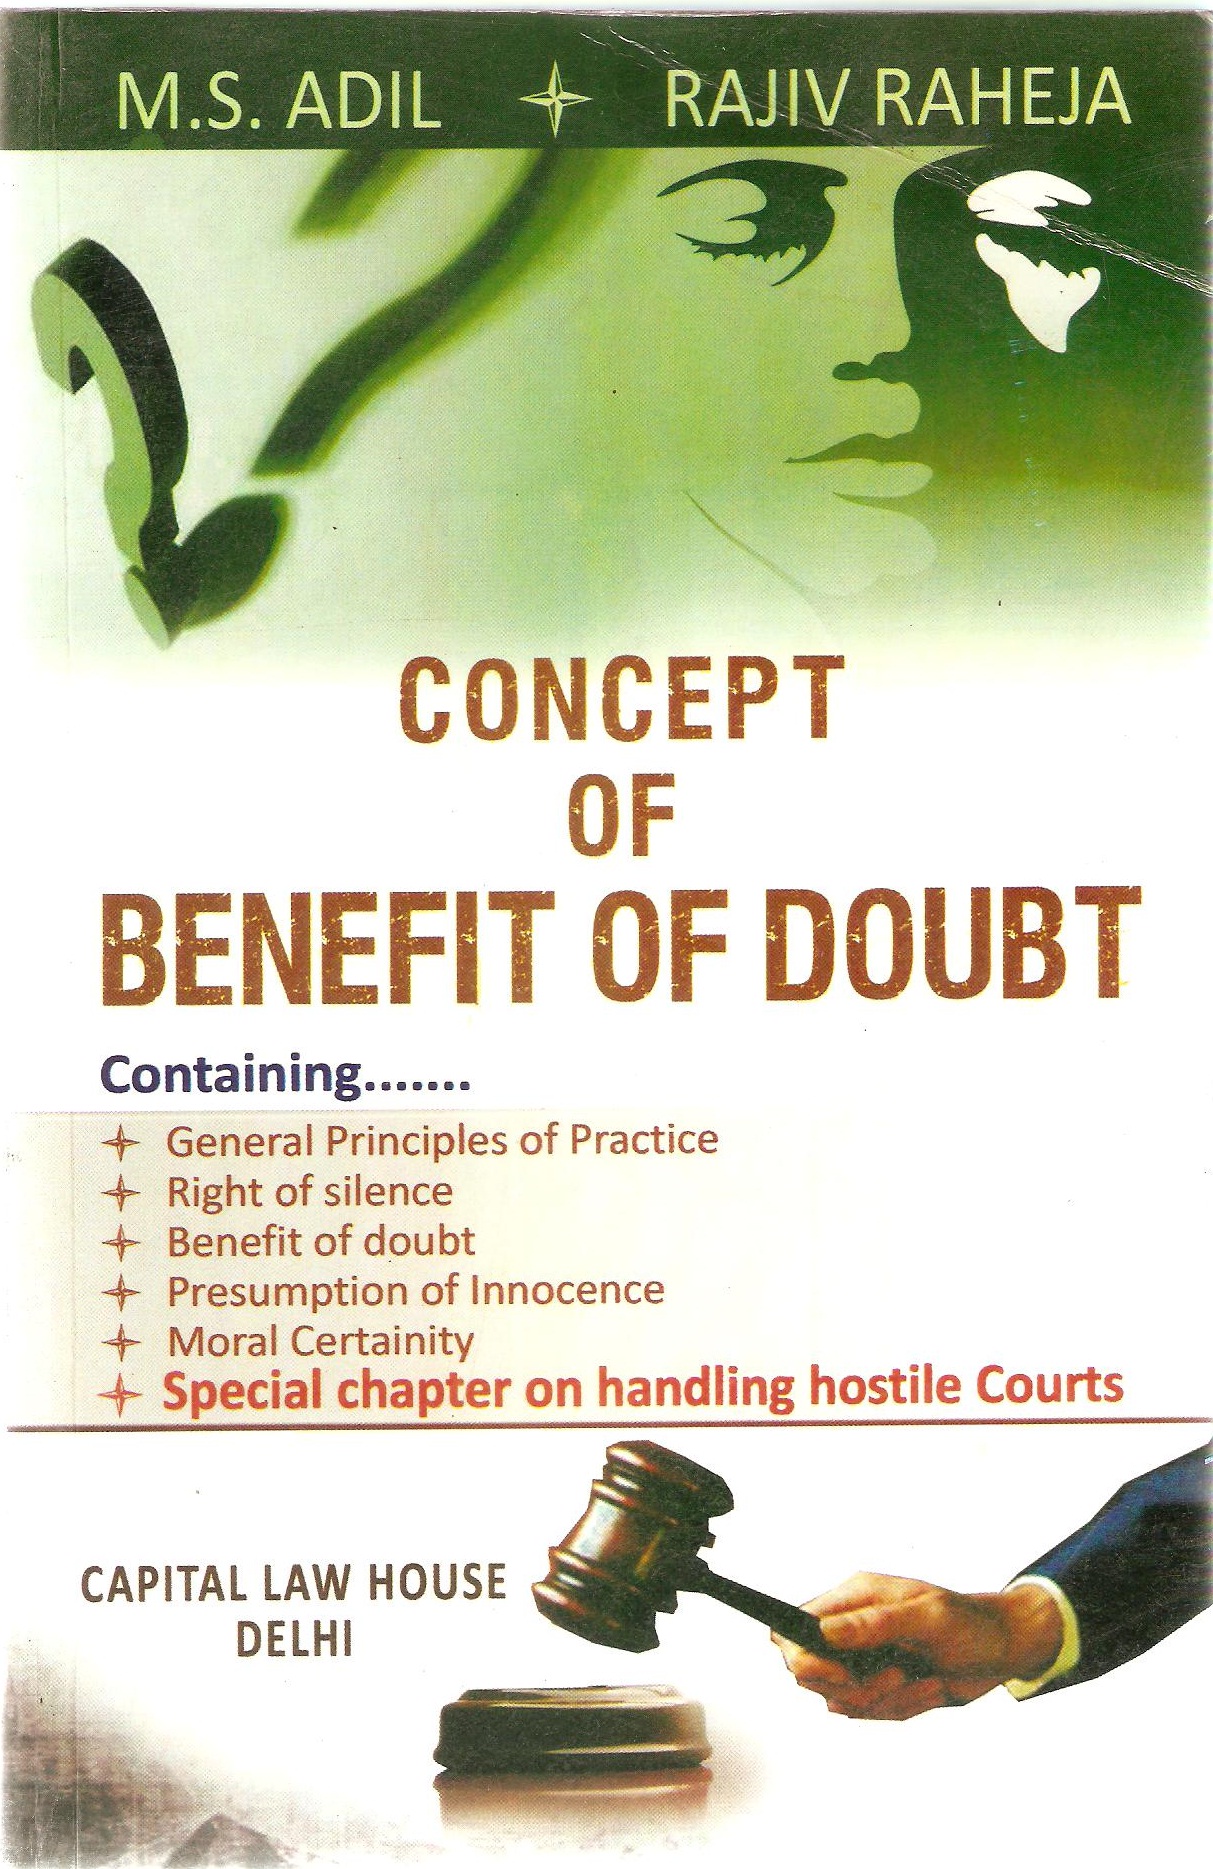 M.S. ADIL RAJIV RAHEJA
CONCEPT
OF
BENEFIT OF DOUBT
Containing.......
General Principles of Practice
Right of silence
Benefit of doubt
Presumption of Innocence
Moral Certainity
Special chapter on handling hostile Courts
CAPITAL LAW HOUSE
DELHI